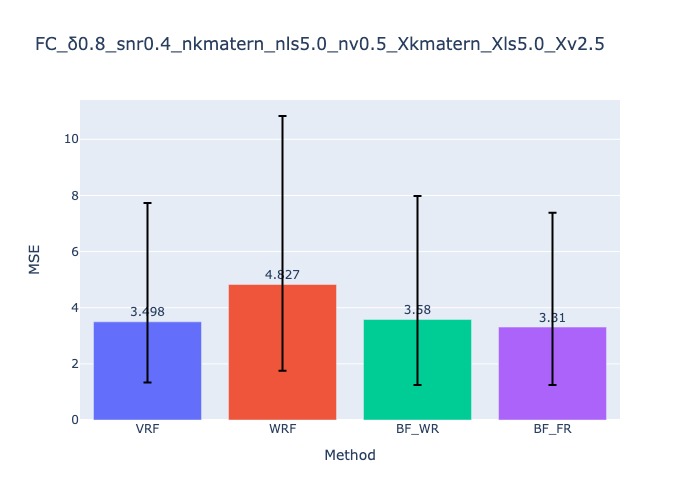 FC_δ0.8_snr0.4_nkmatern_nls5.0_nv0.5_Xkmatern_Xls5.0_Xv2.5
MSE
10
8
6
4
2
0
3.498
4.827
3.58
3.31
VRF
WRF
BF_WR
BF_FR
Method